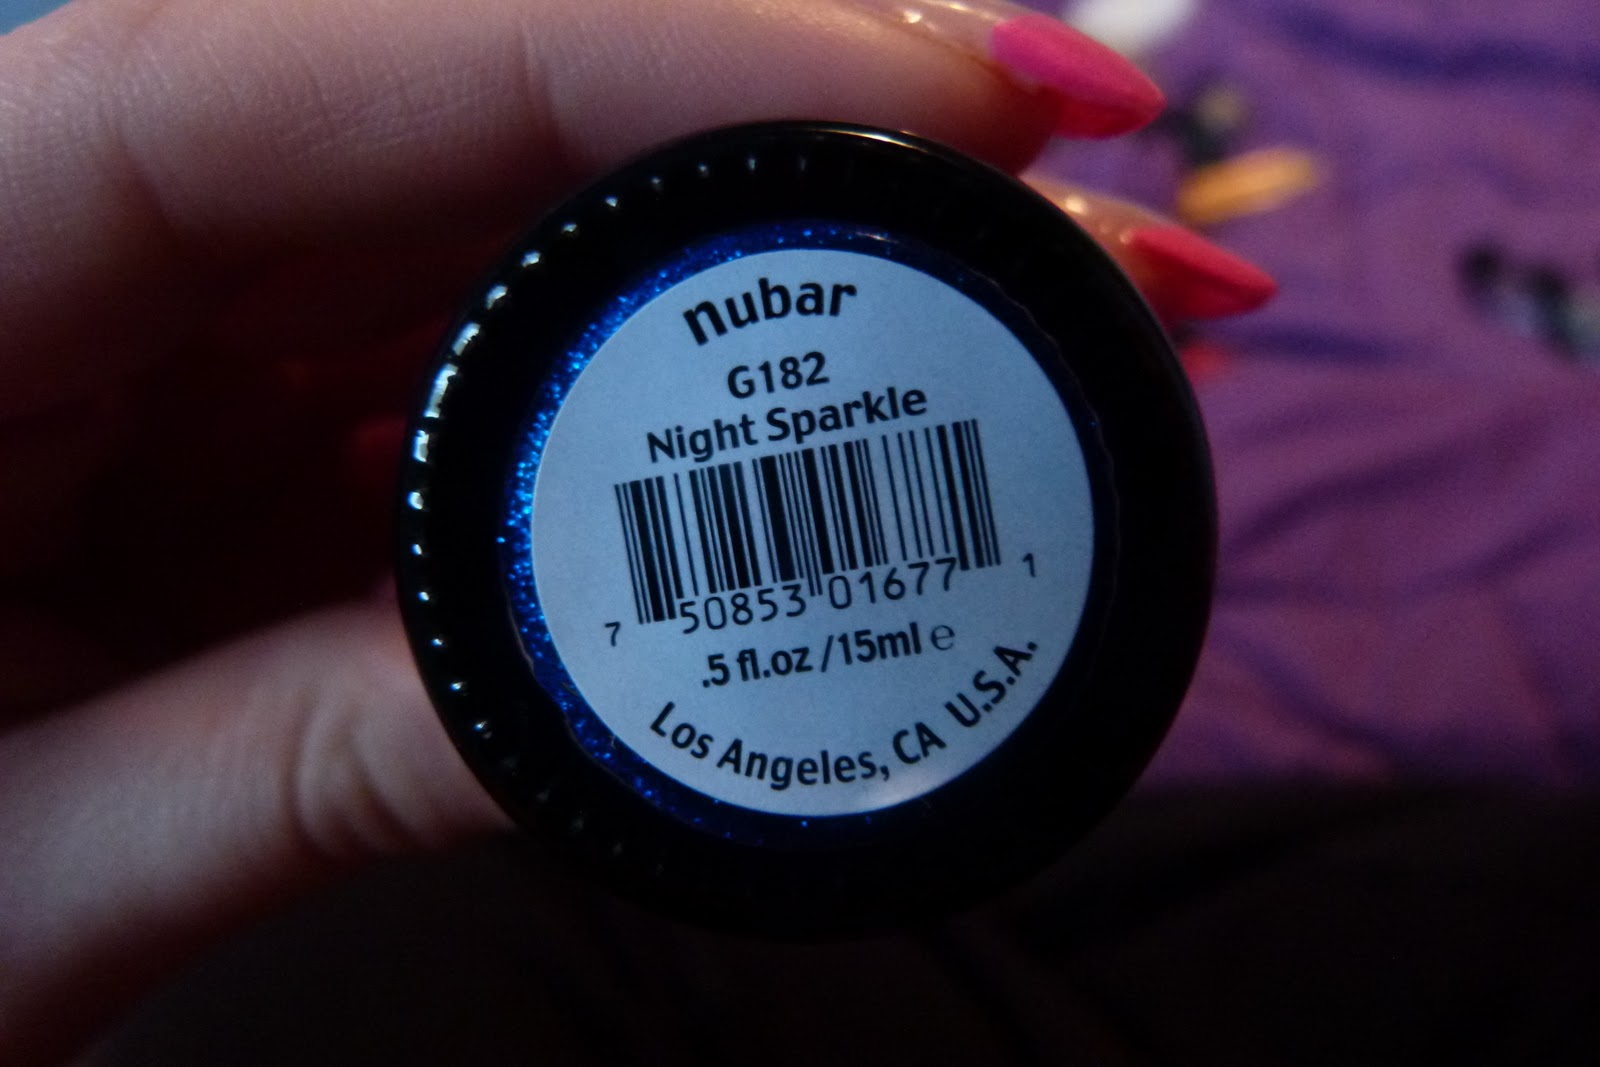 nubar
G182
Night Sparkle
7 50853 01677 1
.5 fl.oz /15ml ℮
Los Angeles, CA U.S.A.